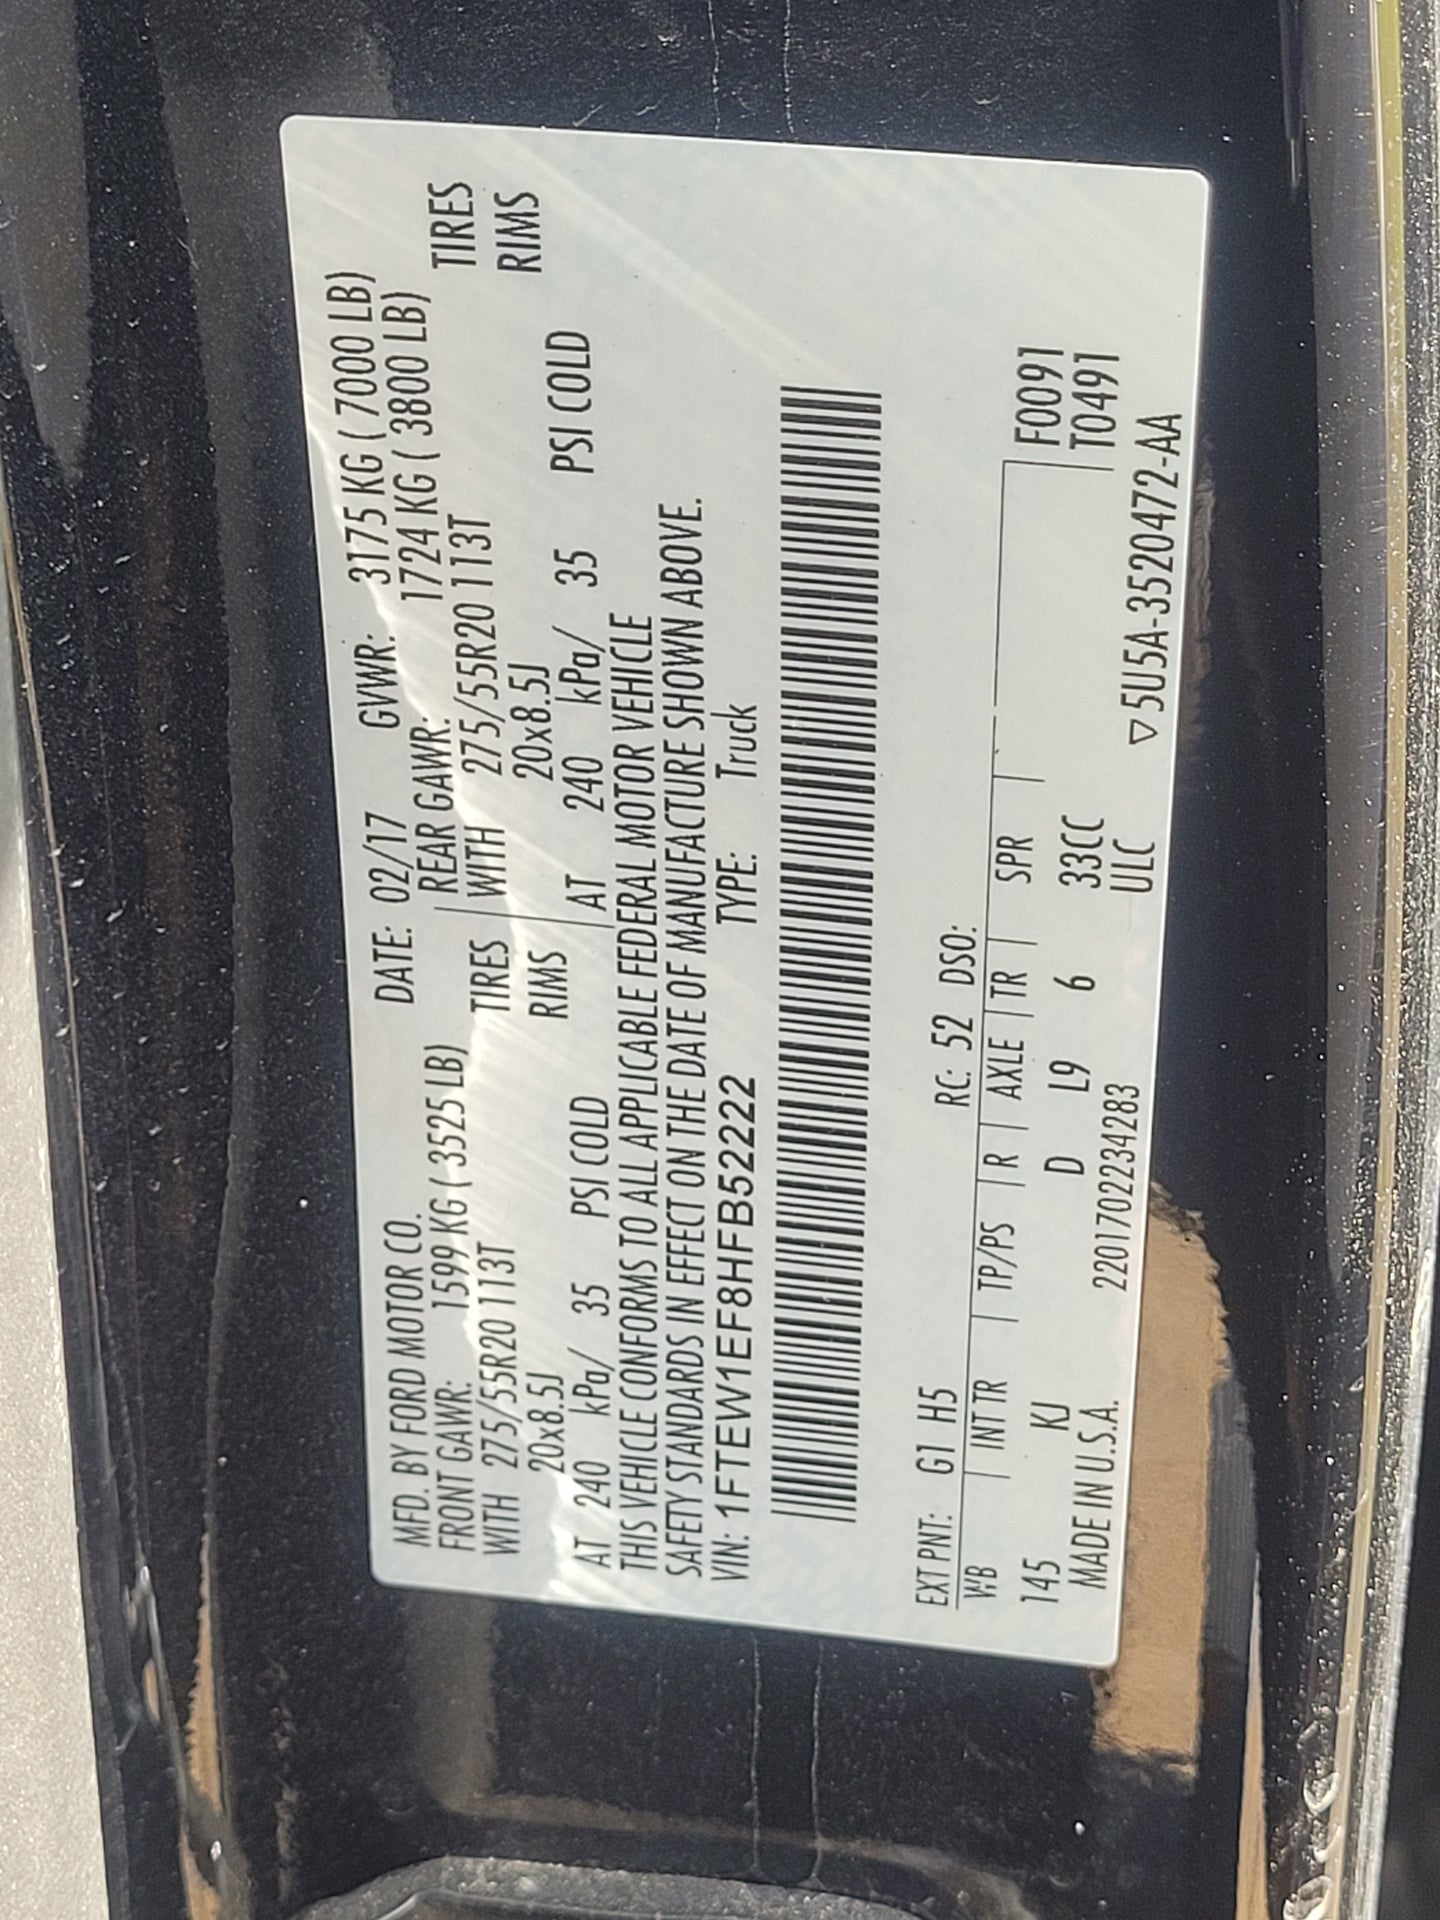 MFD. BY FORD MOTOR CO. DATE: 02/17 GVWR: 3175 KG ( 7000 LB)
FRONT GAWR: 1599 KG ( 3525 LB) REAR GAWR: 1724 KG ( 3800 LB)
WITH 275/55R20 113T TIRES WITH 275/55R20 113T TIRES
20x8.5J RIMS 20x8.5J RIMS
AT 240 kPa/ 35 PSI COLD AT 240 kPa/ 35 PSI COLD
THIS VEHICLE CONFORMS TO ALL APPLICABLE FEDERAL MOTOR VEHICLE
SAFETY STANDARDS IN EFFECT ON THE DATE OF MANUFACTURE SHOWN ABOVE.
VIN: 1FTEW1EF8HFB52222 TYPE: Truck
EXT PNT: G1 H5 RC: 52 DSO:
WB INT TR TP/PS R AXLE TR SPR F0091
145 KJ D L9 6 33CC T0491
MADE IN U.S.A. 2201702234283 ULC
▽5U5A-3520472-AA